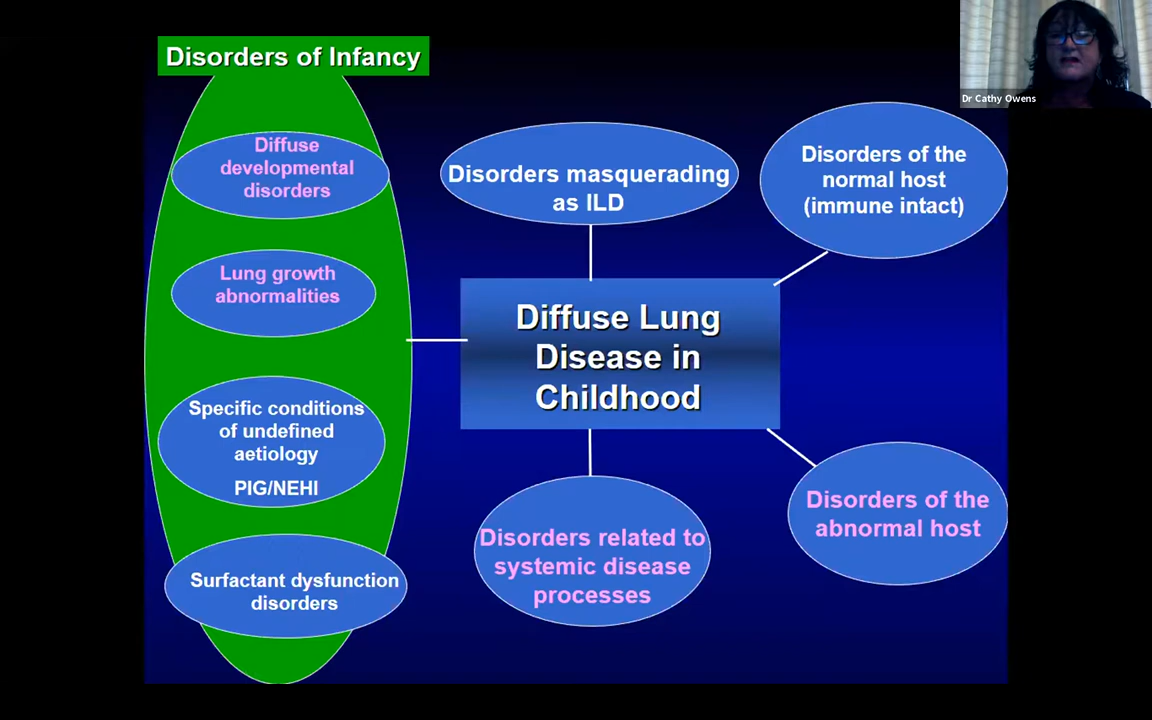 Disorders of Infancy
Diffuse
developmental
disorders
Lung growth
abnormalities
Specific conditions
of undefined
aetiology
PIG/NEHI
Surfactant dysfunction
disorders
Disorders masquerading
as ILD
Disorders of the
normal host
(immune intact)
Diffuse Lung
Disease in
Childhood
Disorders related to
systemic disease
processes
Disorders of the
abnormal host
Dr Cathy Owens